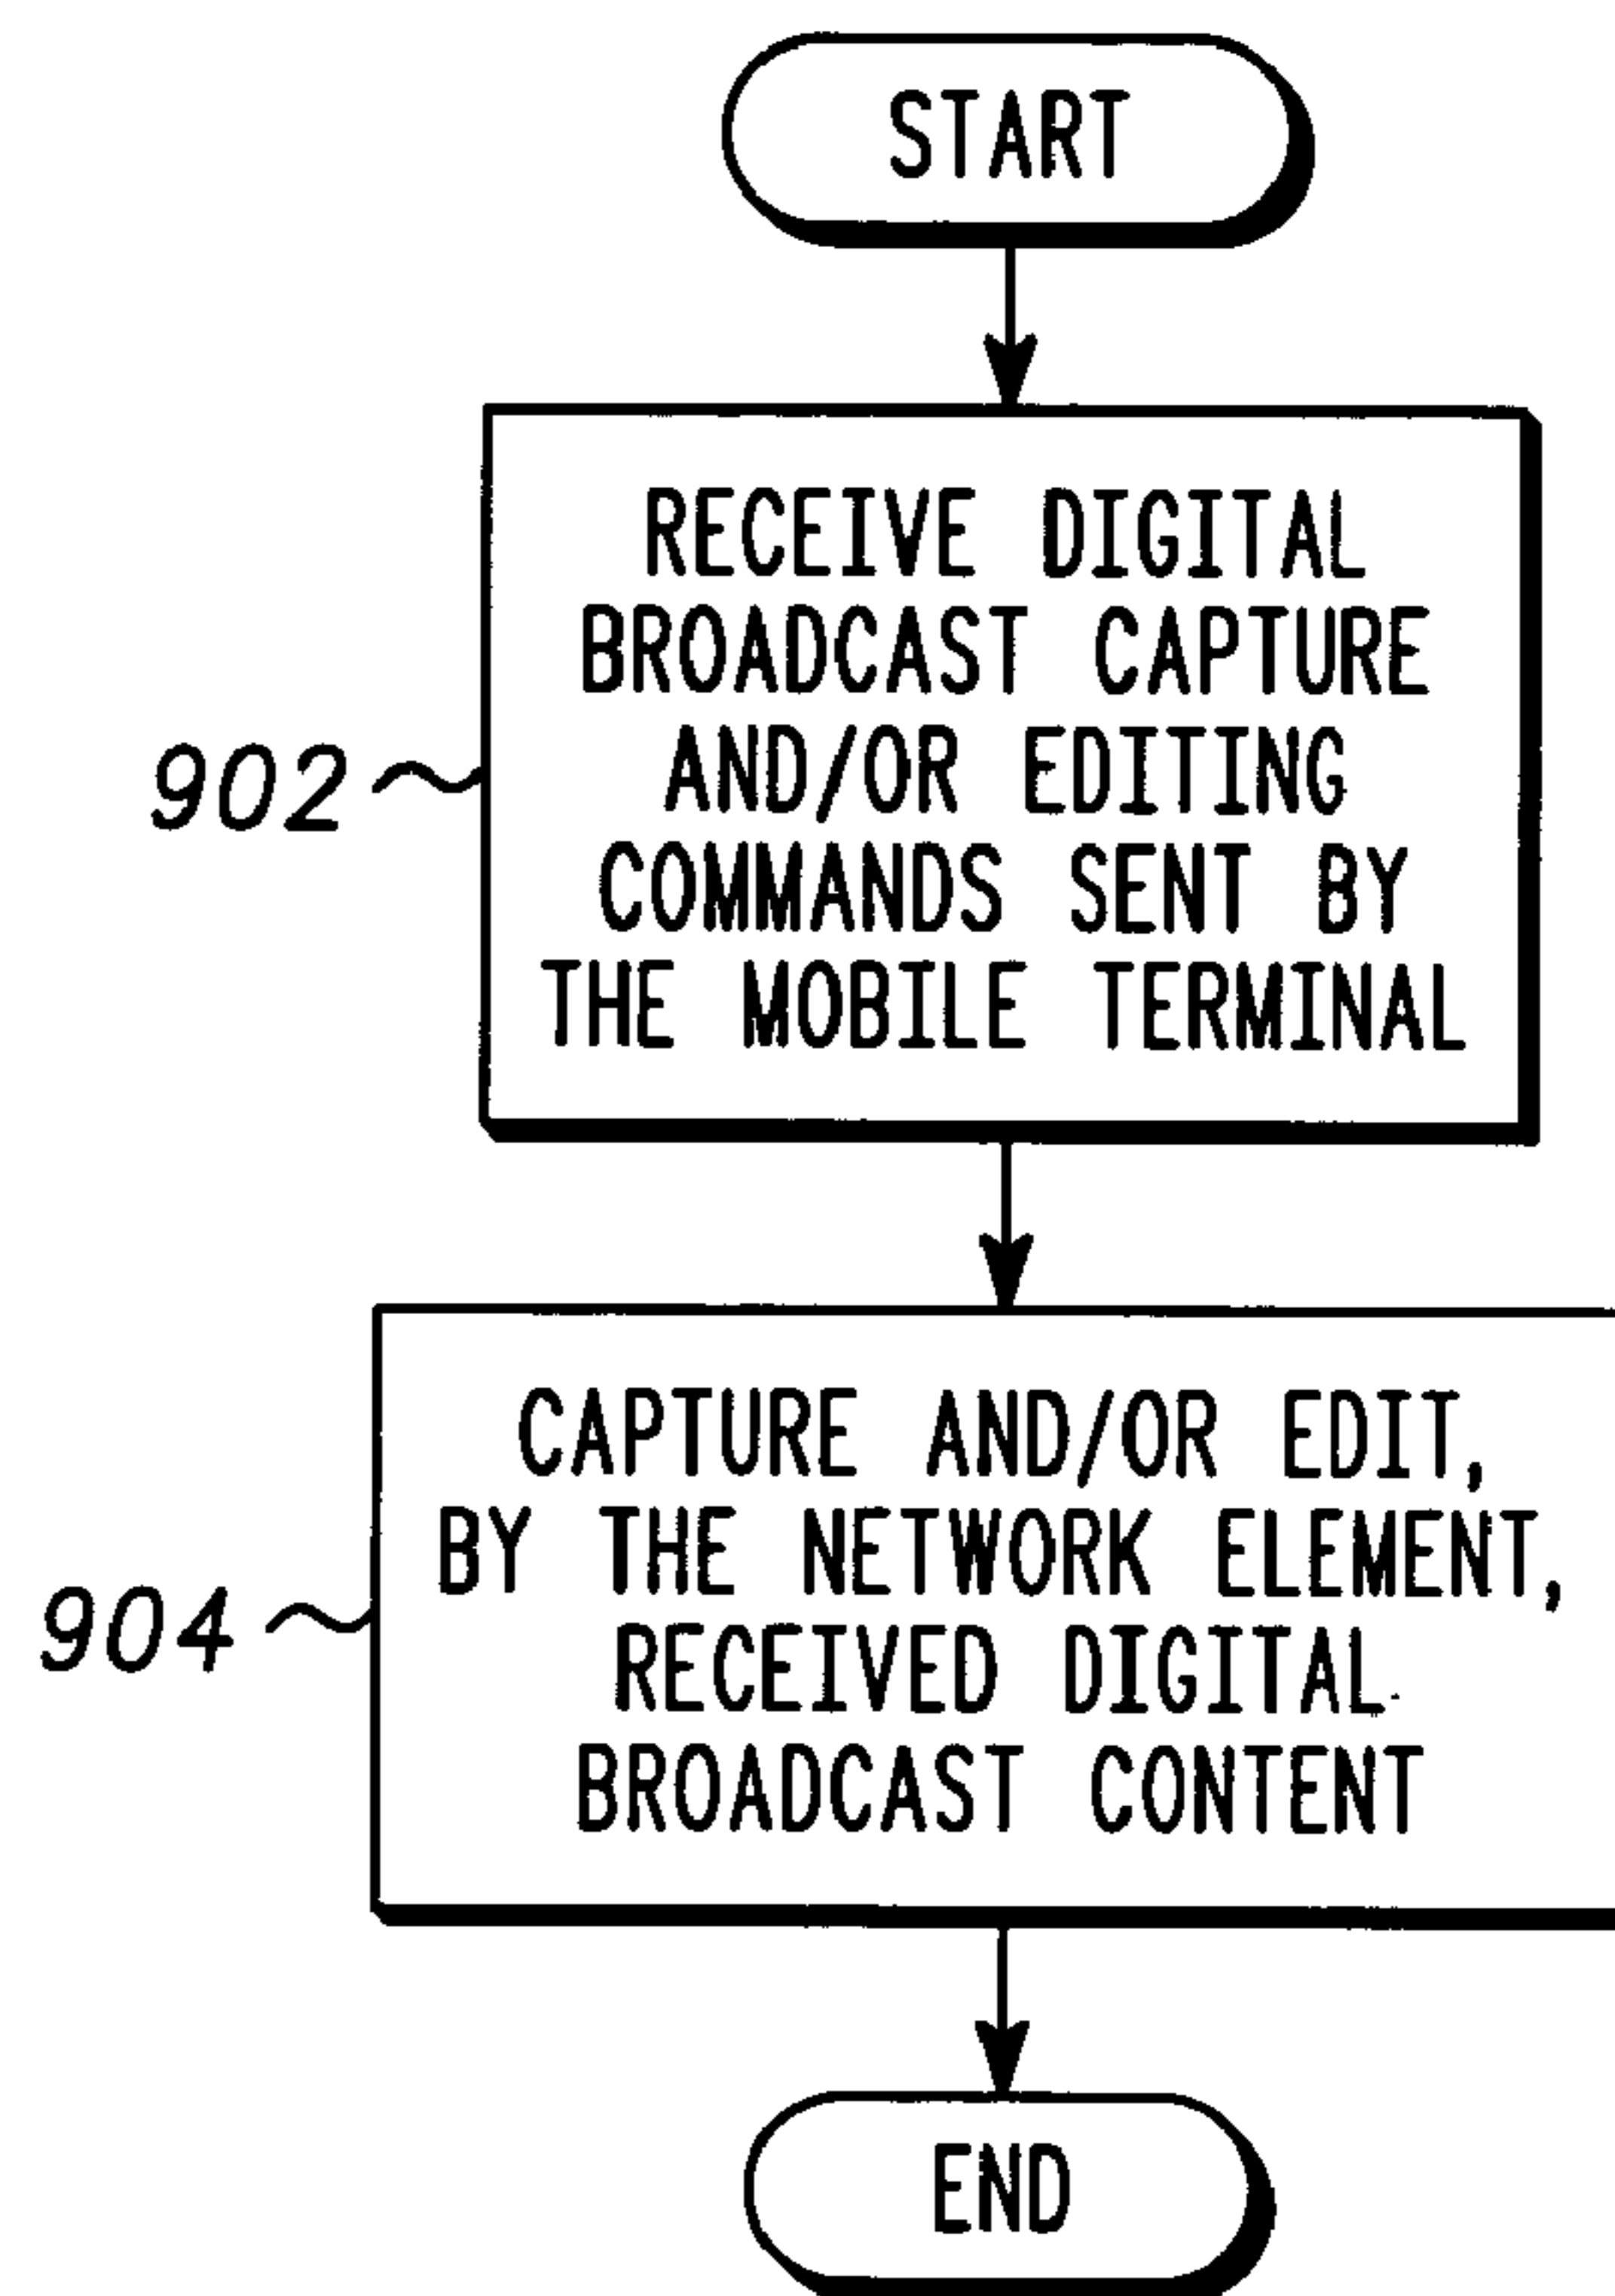 START
RECEIVE DIGITAL
BROADCAST CAPTURE
AND/OR EDITING
COMMANDS SENT BY
THE MOBILE TERMINAL
902
CAPTURE AND/OR EDIT,
BY THE NETWORK ELEMENT,
RECEIVED DIGITAL
BROADCAST CONTENT
904
END